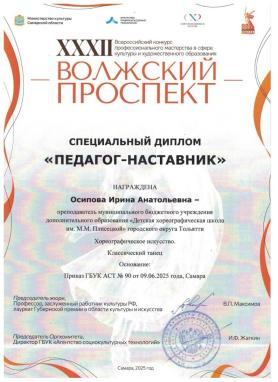 Министерство культуры
Самарской области
XXXII
Всероссийский конкурс
профессионального мастерства в сфере
культуры и художественного образования
ВОЛЖСКИЙ
ПРОСПЕКТ
СПЕЦИАЛЬНЫЙ ДИПЛОМ
«ПЕДАГОГ-НАСТАВНИК»
НАГРАЖДЕНА
Осипова Ирина Анатольевна –
преподаватель муниципального бюджетного учреждения
дополнительного образования «Детская хореографическая школа
им. М.М. Плисецкой» городского округа Тольятти
Хореографическое искусство.
Классический танец
Основание:
Приказ ГБУК АСТ № 90 от 09.06.2025 года, Самара
Председатель жюри,
Профессор, заслуженный работник культуры РФ,
лауреат Губернской премии в области культуры и искусства
В.П. Максимов
Председатель Оргкомитета,
Директор ГБУК «Агентство социокультурных технологий»
И.Ф. Жаткин
Самара, 2025 год